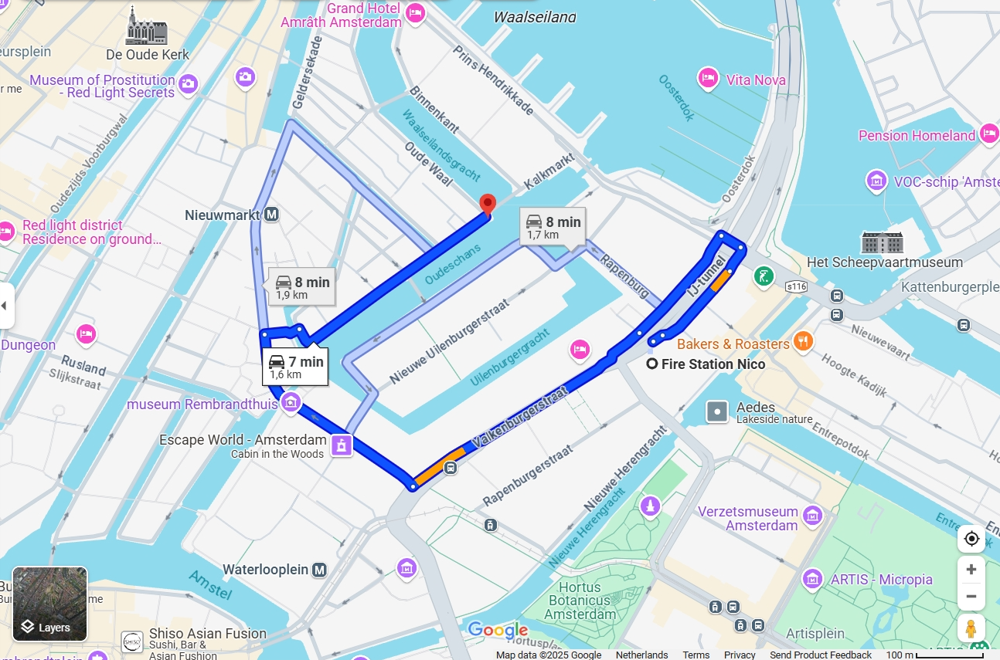 Grand Hotel
Amrâth Amsterdam
Waalseiland
De Oude Kerk
eursplein
Museum of Prostitution
- Red Light Secrets
r me
Geldersekade
Prins Hendrikkade
Binnenkant
Waalseilandsgracht
Oude Waal
Kalkmarkt
Oosterdok
Vita Nova
Pension Homeland
VOC-schip 'Amste
Oosterdok
Oudezijds Voorburgwal
Nieuwmarkt M
Red light district
Residence on ground...
8 min
1,7 km
Oudeschans
Rapenburg
IJ-tunnel
Het Scheepvaartmuseum
s116
Kattenburgerple
8 min
1,9 km
Nieuwe Uilenburgerstraat
Uilenburgergracht
Dungeon
Rusland
Slijkstraat
7 min
1,6 km
Bakers & Roasters
Fire Station Nico
Nieuwevaart
Hoogte Kadijk
museum Rembrandthuis
Valkenburgerstraat
Aedes
Lakeside nature
Entrepotdok
Escape World - Amsterdam
Cabin in the Woods
Rapenburgerstraat
Nieuwe Herengracht
Nieuwe Herengracht
Verzetsmuseum
Amsterdam
Waterlooplein M
Amstel
ARTIS - Micropia
Hortus
Botanicus
Amsterdam
me
Layers
Shiso Asian Fusion
Sushi, Bar &
Asian Fushion
SHISO
Google
Artisplein
Map data ©2025 Google Netherlands Terms Privacy Send Product Feedback 100 m